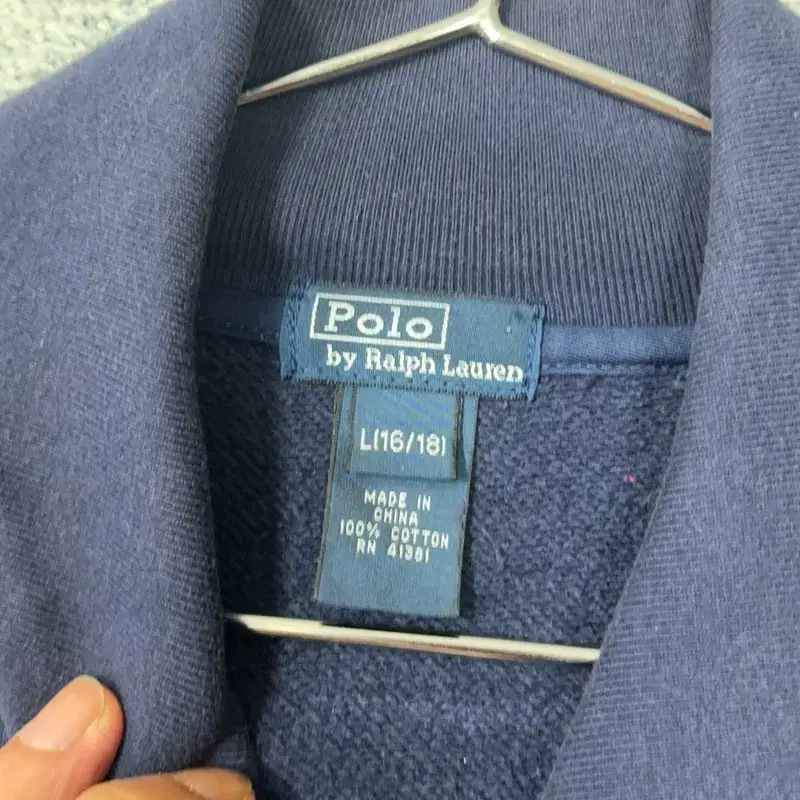 Polo
by Ralph Lauren
L(16/18)
MADE IN
CHINA
100% COTTON
RN 41381